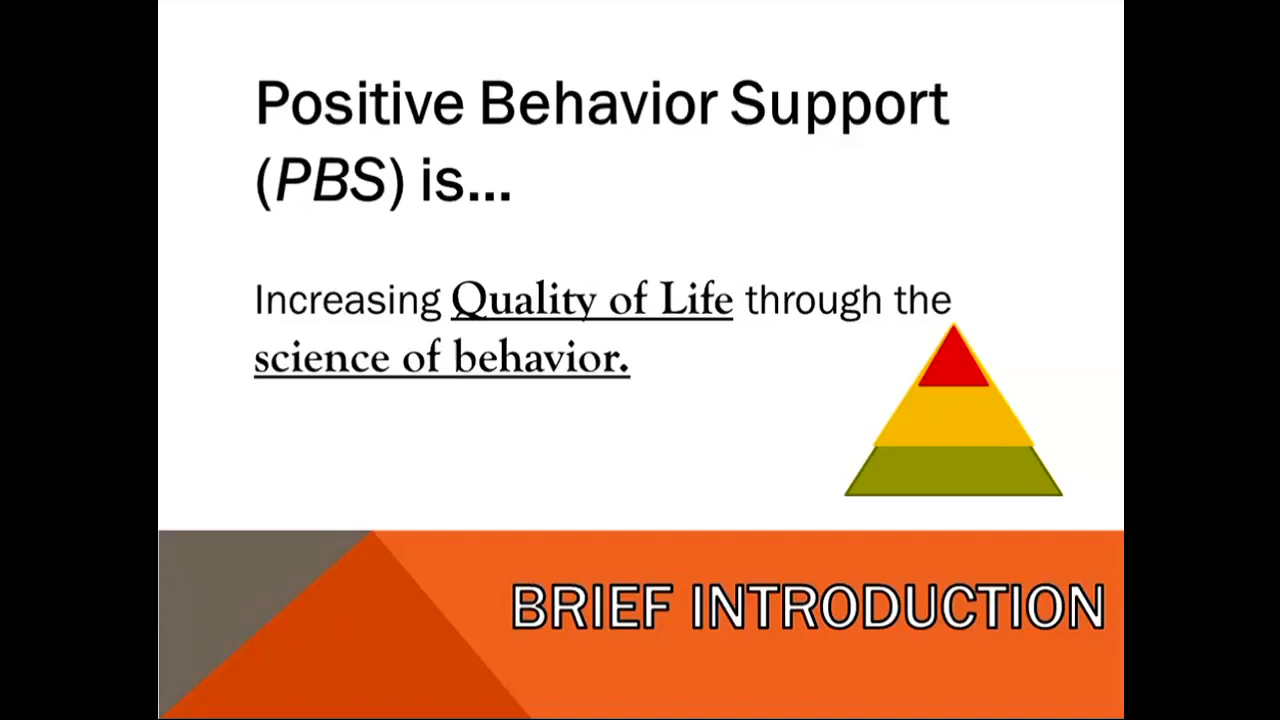 Positive Behavior Support
(PBS) is...
Increasing Quality of Life through the
science of behavior.
BRIEF INTRODUCTION